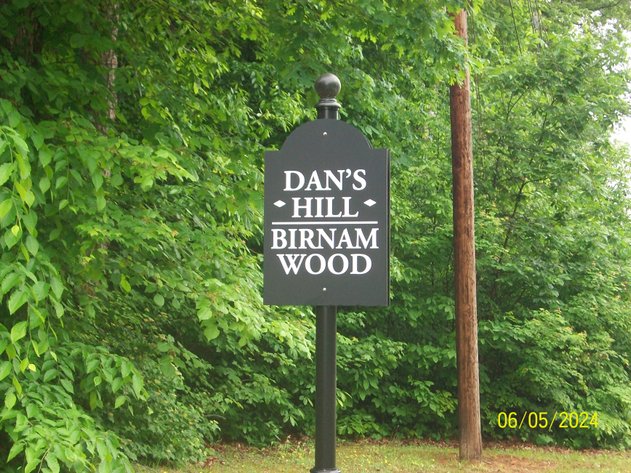 DAN'S
HILL
BIRNAM
WOOD
06/05/2024